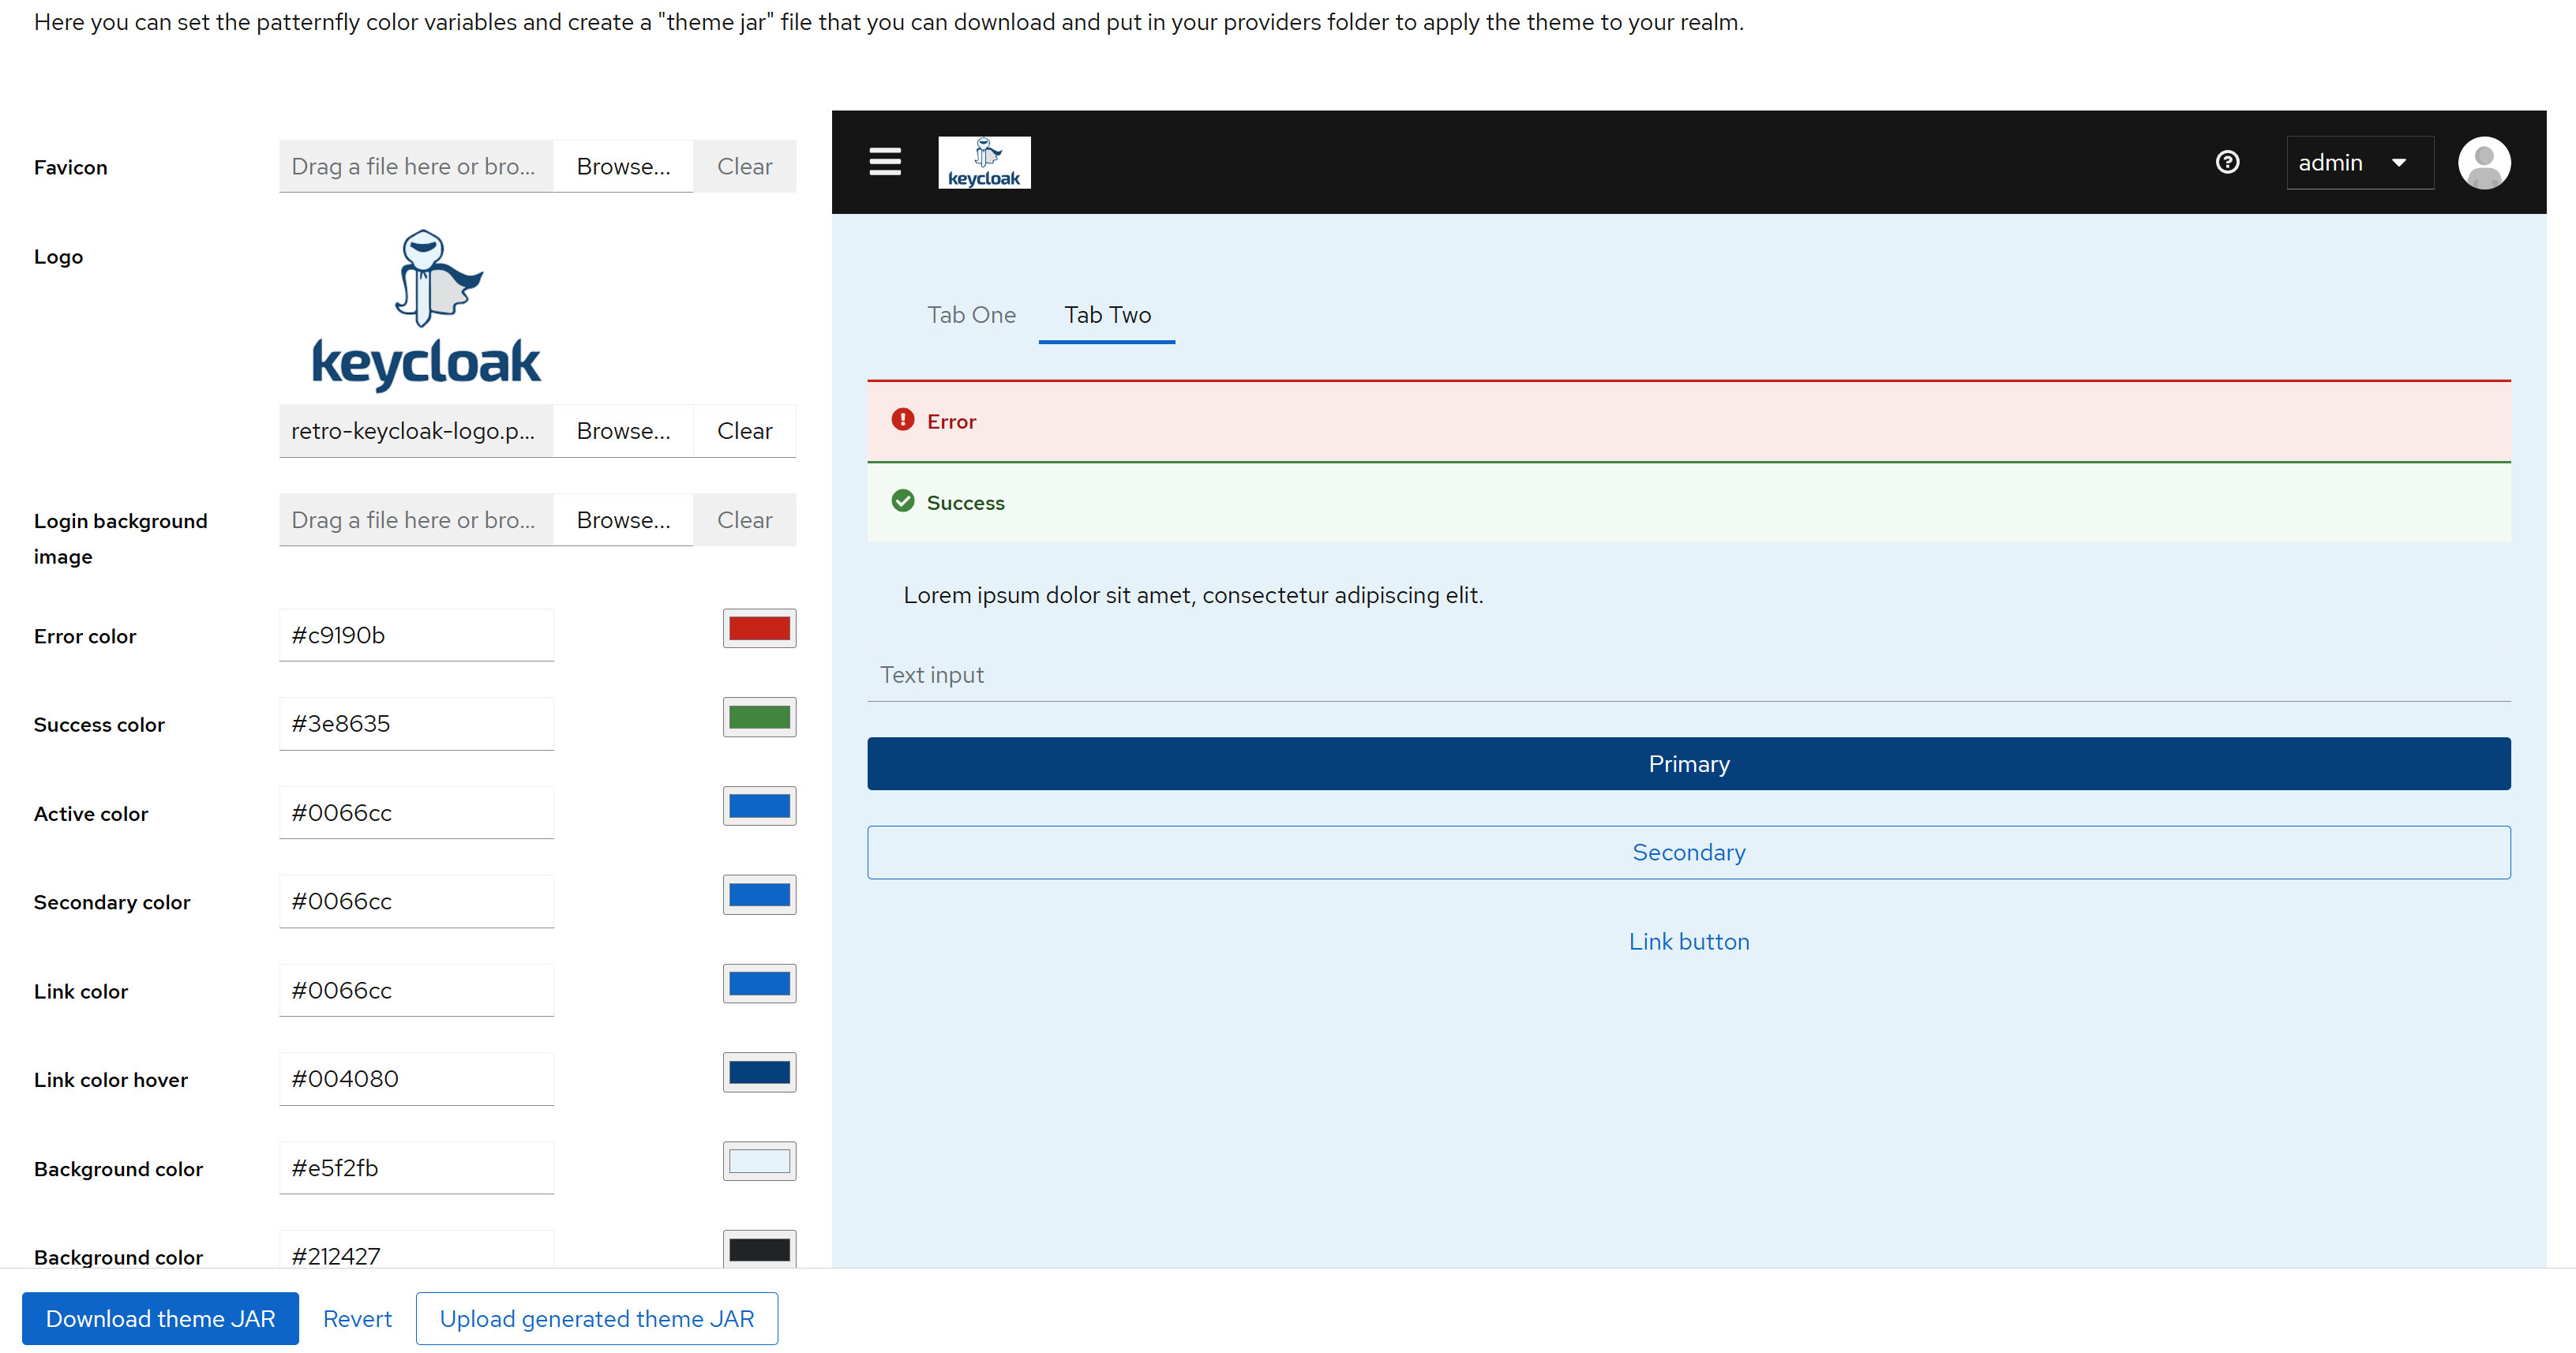 Here you can set the patternfly color variables and create a "theme jar" file that you can download and put in your providers folder to apply the theme to your realm.
Favicon
Drag a file here or bro...
Browse...
Clear
Logo
keycloak
retro-keycloak-logo.p...
Browse...
Clear
Login background
image
Drag a file here or bro...
Browse...
Clear
Error color
#c9190b
Success color
#3e8635
Active color
#0066cc
Secondary color
#0066cc
Link color
#0066cc
Link color hover
#004080
Background color
#e5f2fb
Background color
#212427
keycloak
admin
Tab One
Tab Two
Error
Success
Lorem ipsum dolor sit amet, consectetur adipiscing elit.
Text input
Primary
Secondary
Link button
Download theme JAR
Revert
Upload generated theme JAR